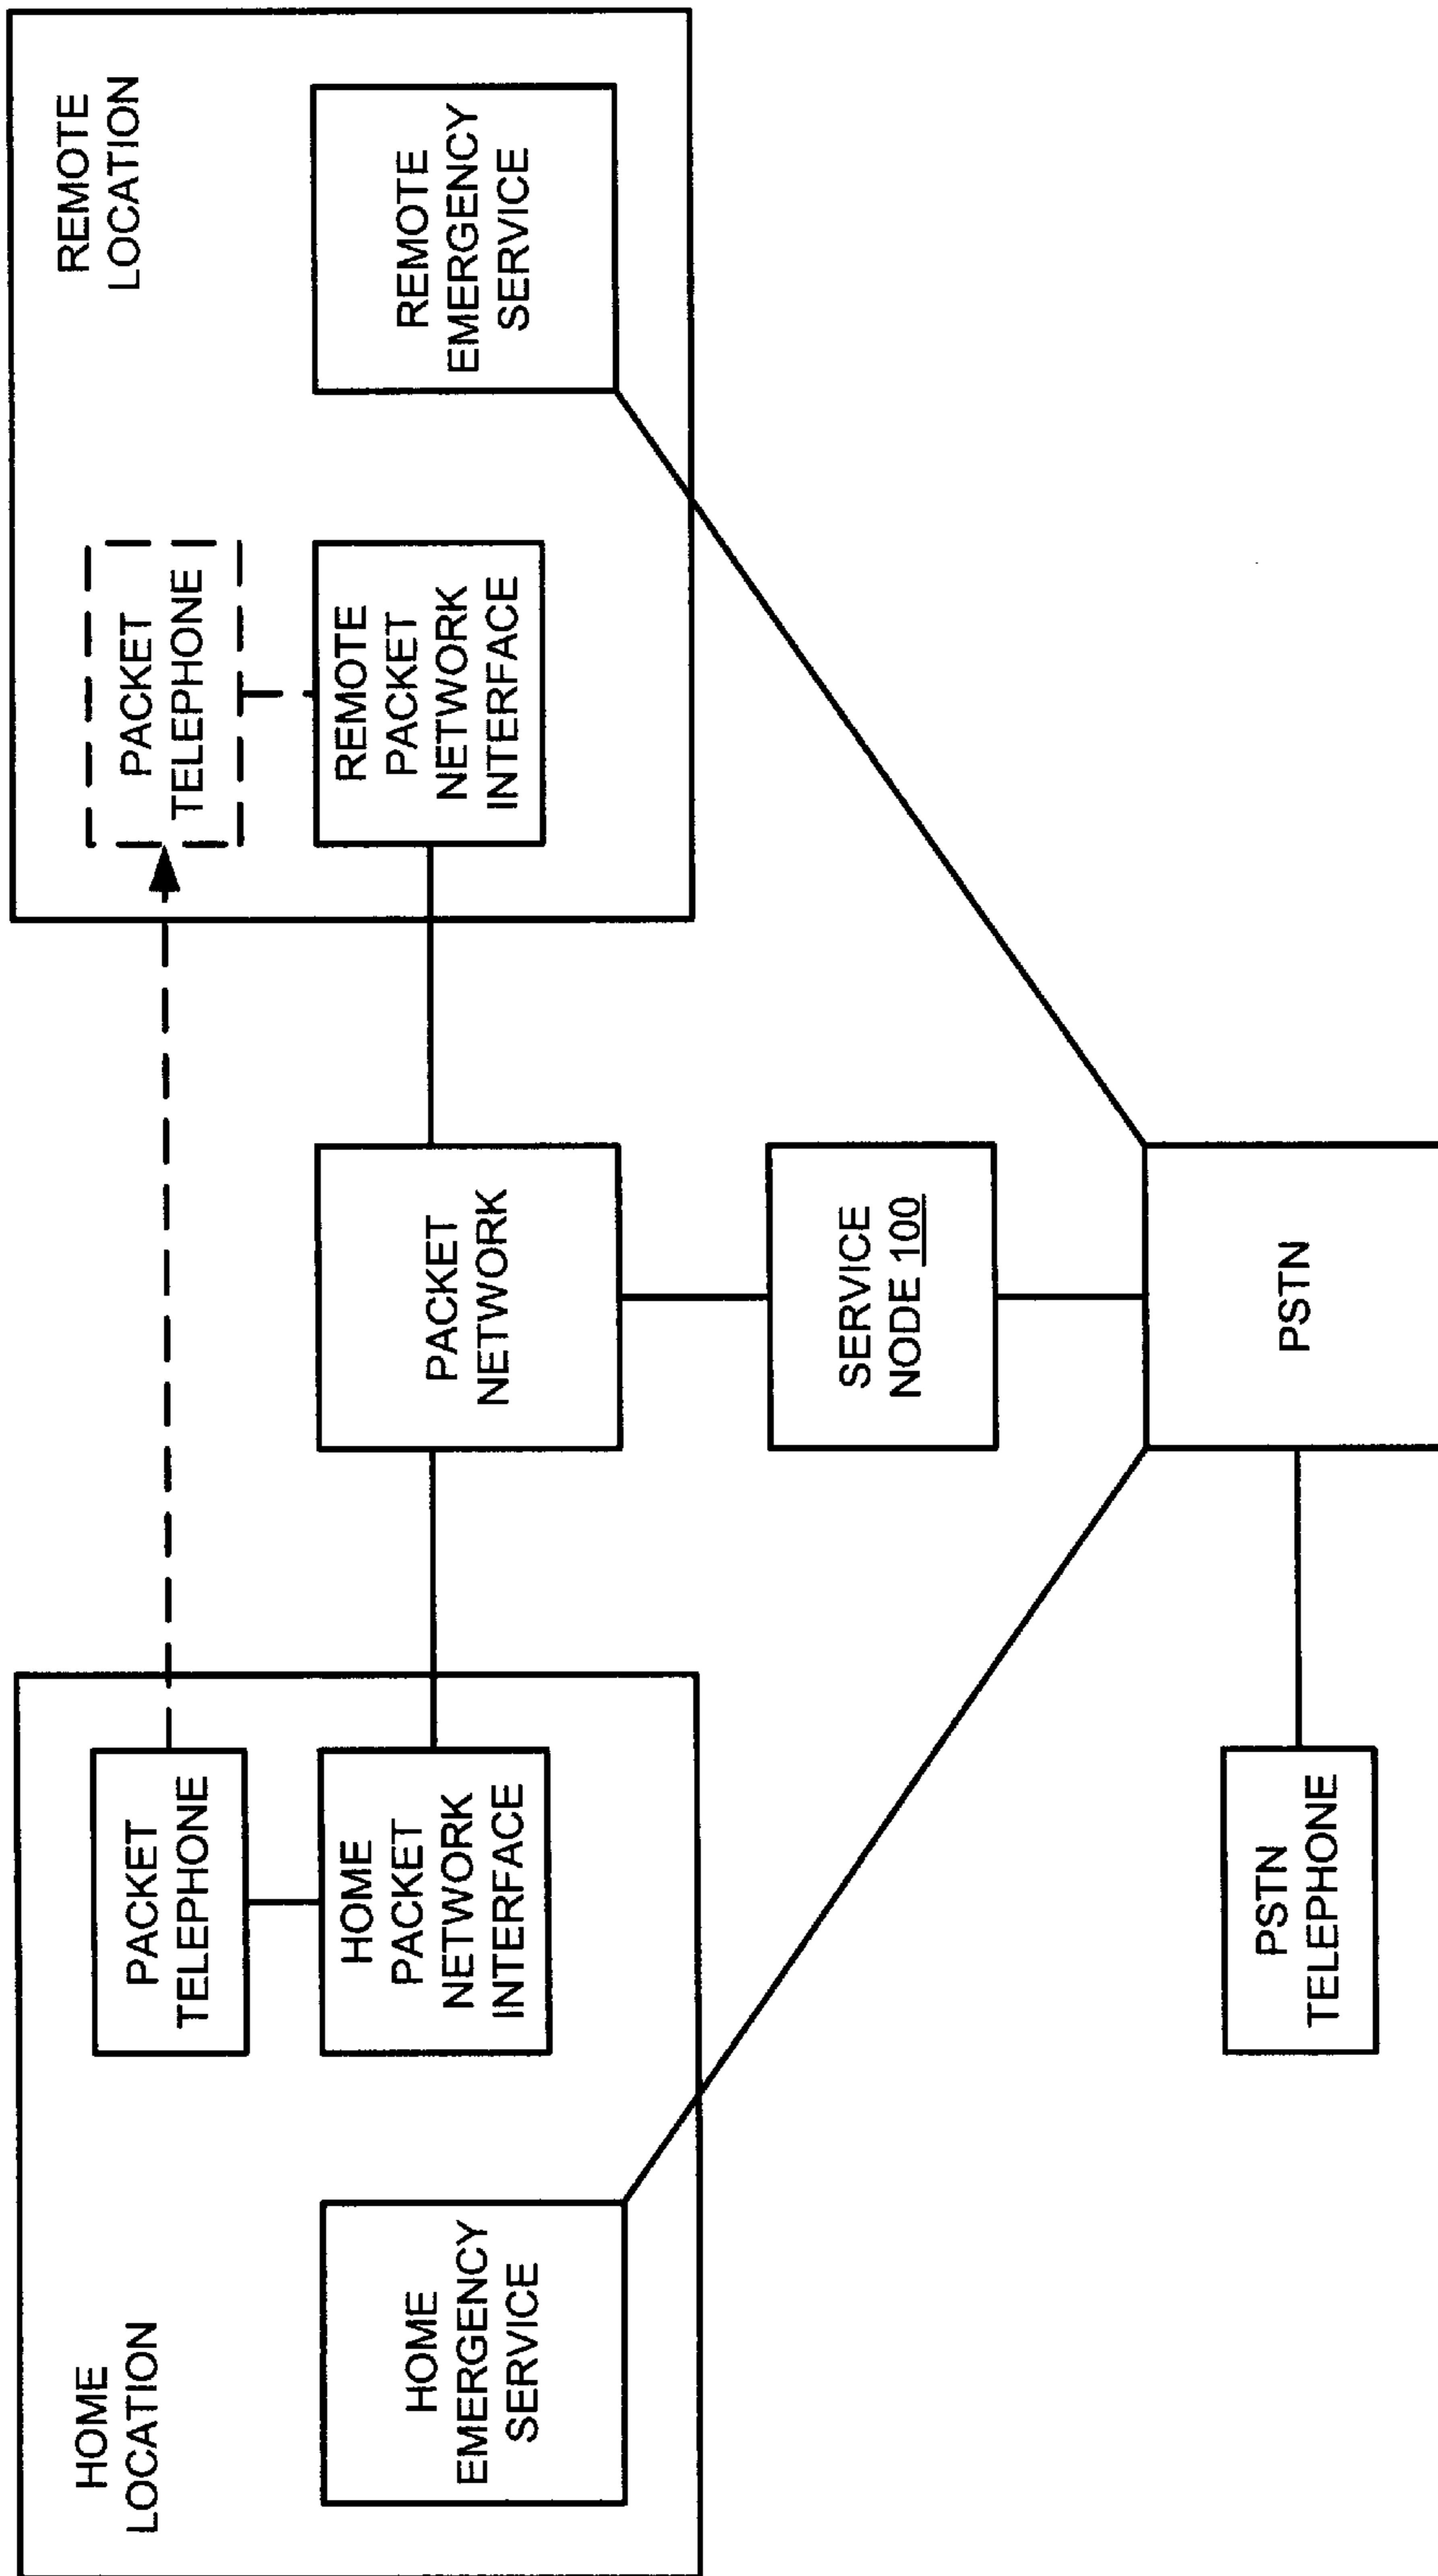 HOME
LOCATION
PACKET
TELEPHONE
HOME
PACKET
NETWORK
INTERFACE
HOME
EMERGENCY
SERVICE
PACKET
NETWORK
SERVICE
NODE 100
PSTN
PSTN
TELEPHONE
REMOTE
LOCATION
PACKET
TELEPHONE
REMOTE
PACKET
NETWORK
INTERFACE
REMOTE
EMERGENCY
SERVICE